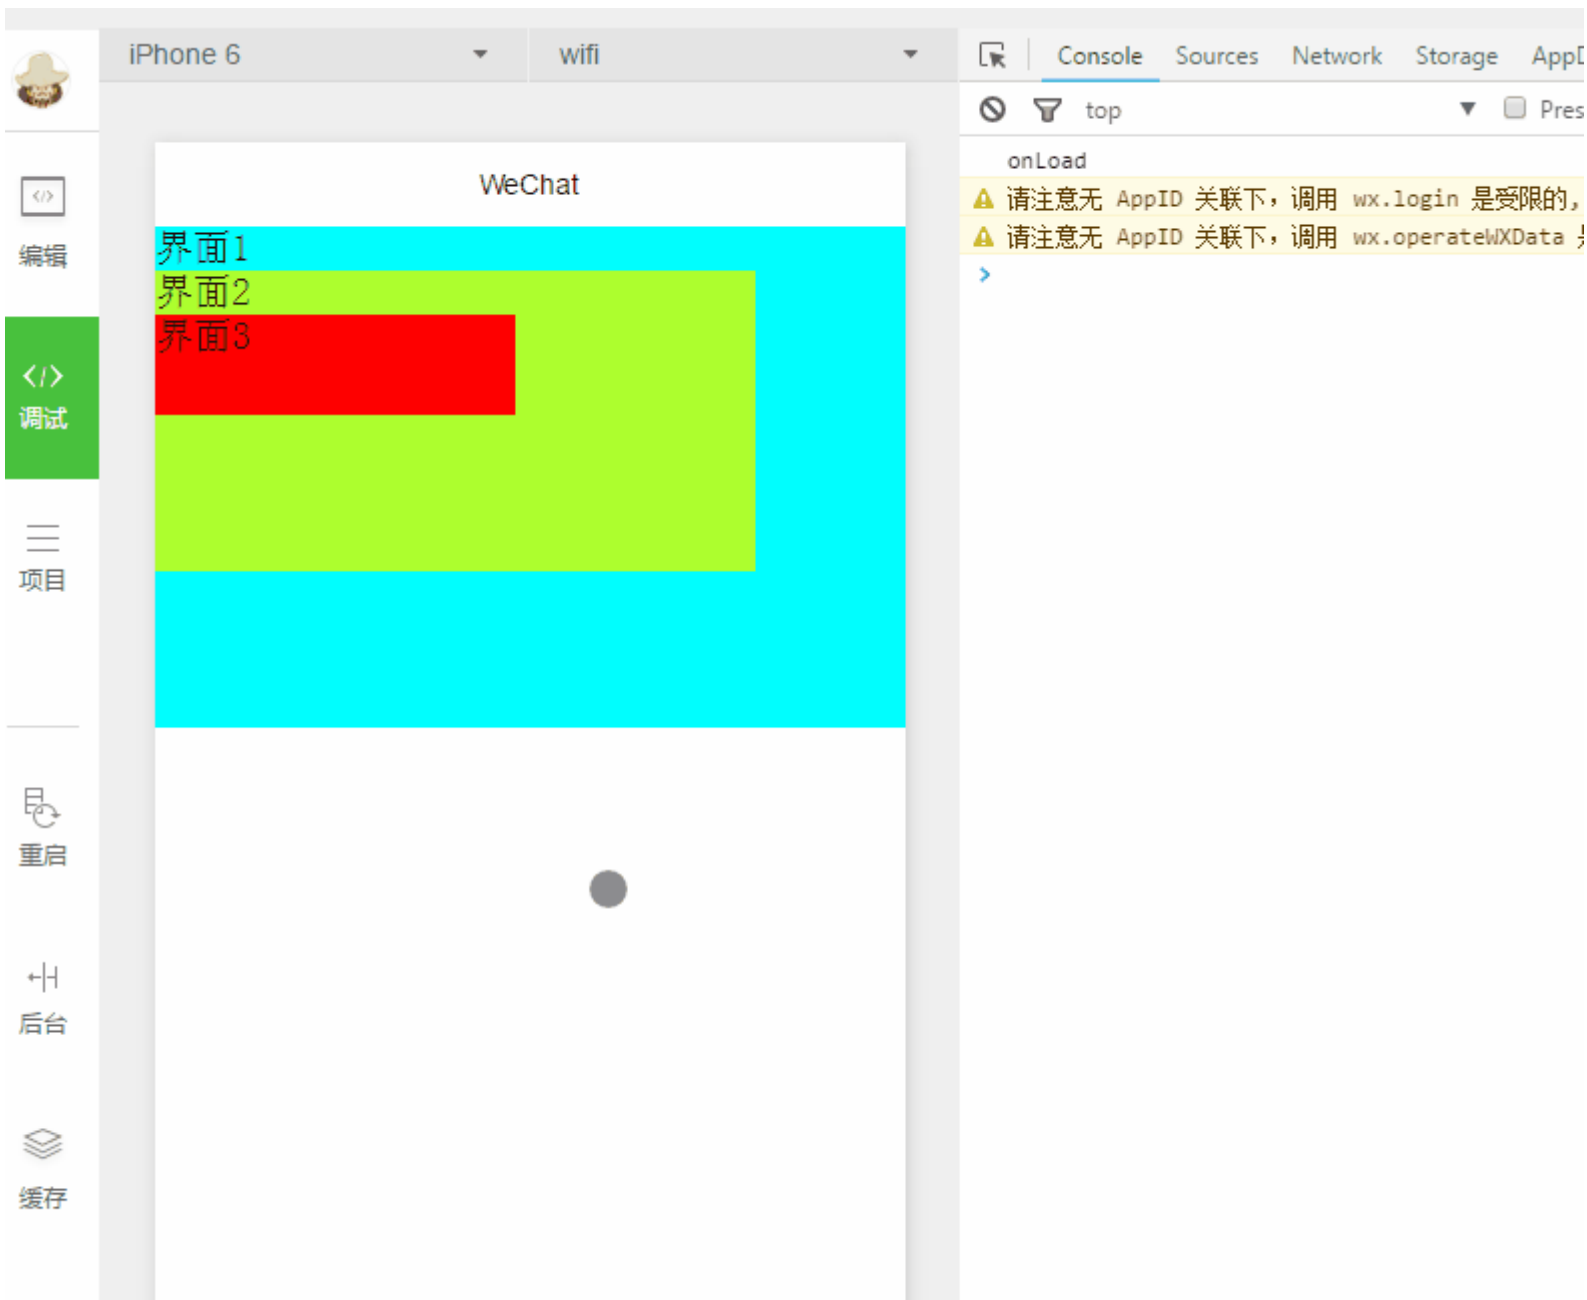 iPhone 6
wifi
Console Sources Network Storage
top
编辑
调试
项目
重启
后台
缓存
WeChat
界面1
界面2
界面3
onLoad
请注意无 AppID 关联下，调用 wx.login 是受限的，
请注意无 AppID 关联下，调用 wx.operateWXData
>